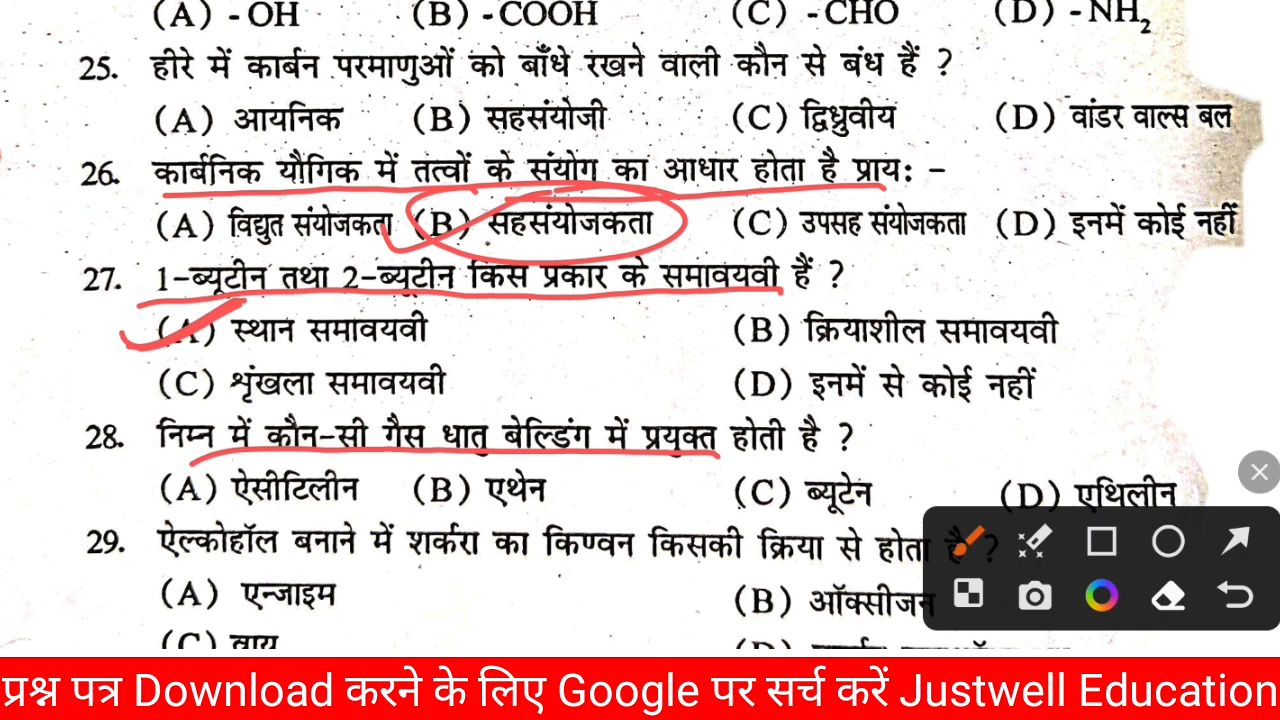 (A) - OH (B) - COOH (C) - CHO (D) - NH₂
25. हीरे में कार्बन परमाणुओं को बाँधे रखने वाली कौन से बंध हैं ?
(A) आयनिक (B) सहसंयोजी (C) द्विध्रुवीय (D) वांडर वाल्स बल
26. कार्बनिक यौगिक में तत्वों के संयोग का आधार होता है प्राय: –
(A) विद्युत संयोजकता (B) सहसंयोजकता (C) उपसह संयोजकता (D) इनमें कोई नहीं
27. 1-ब्यूटीन तथा 2-ब्यूटीन किस प्रकार के समावयवी हैं ?
(A) स्थान समावयवी (B) क्रियाशील समावयवी
(C) शृंखला समावयवी (D) इनमें से कोई नहीं
28. निम्न में कौन-सी गैस धातु बेल्डिंग में प्रयुक्त होती है ?
(A) ऐसीटिलीन (B) एथेन (C) ब्यूटेन (D) एथिलीन
29. ऐल्कोहॉल बनाने में शर्करा का किण्वन किसकी क्रिया से होता है ?
(A) एन्जाइम (B) ऑक्सीजन
(C) वायु
प्रश्न पत्र Download करने के लिए Google पर सर्च करें Justwell Education